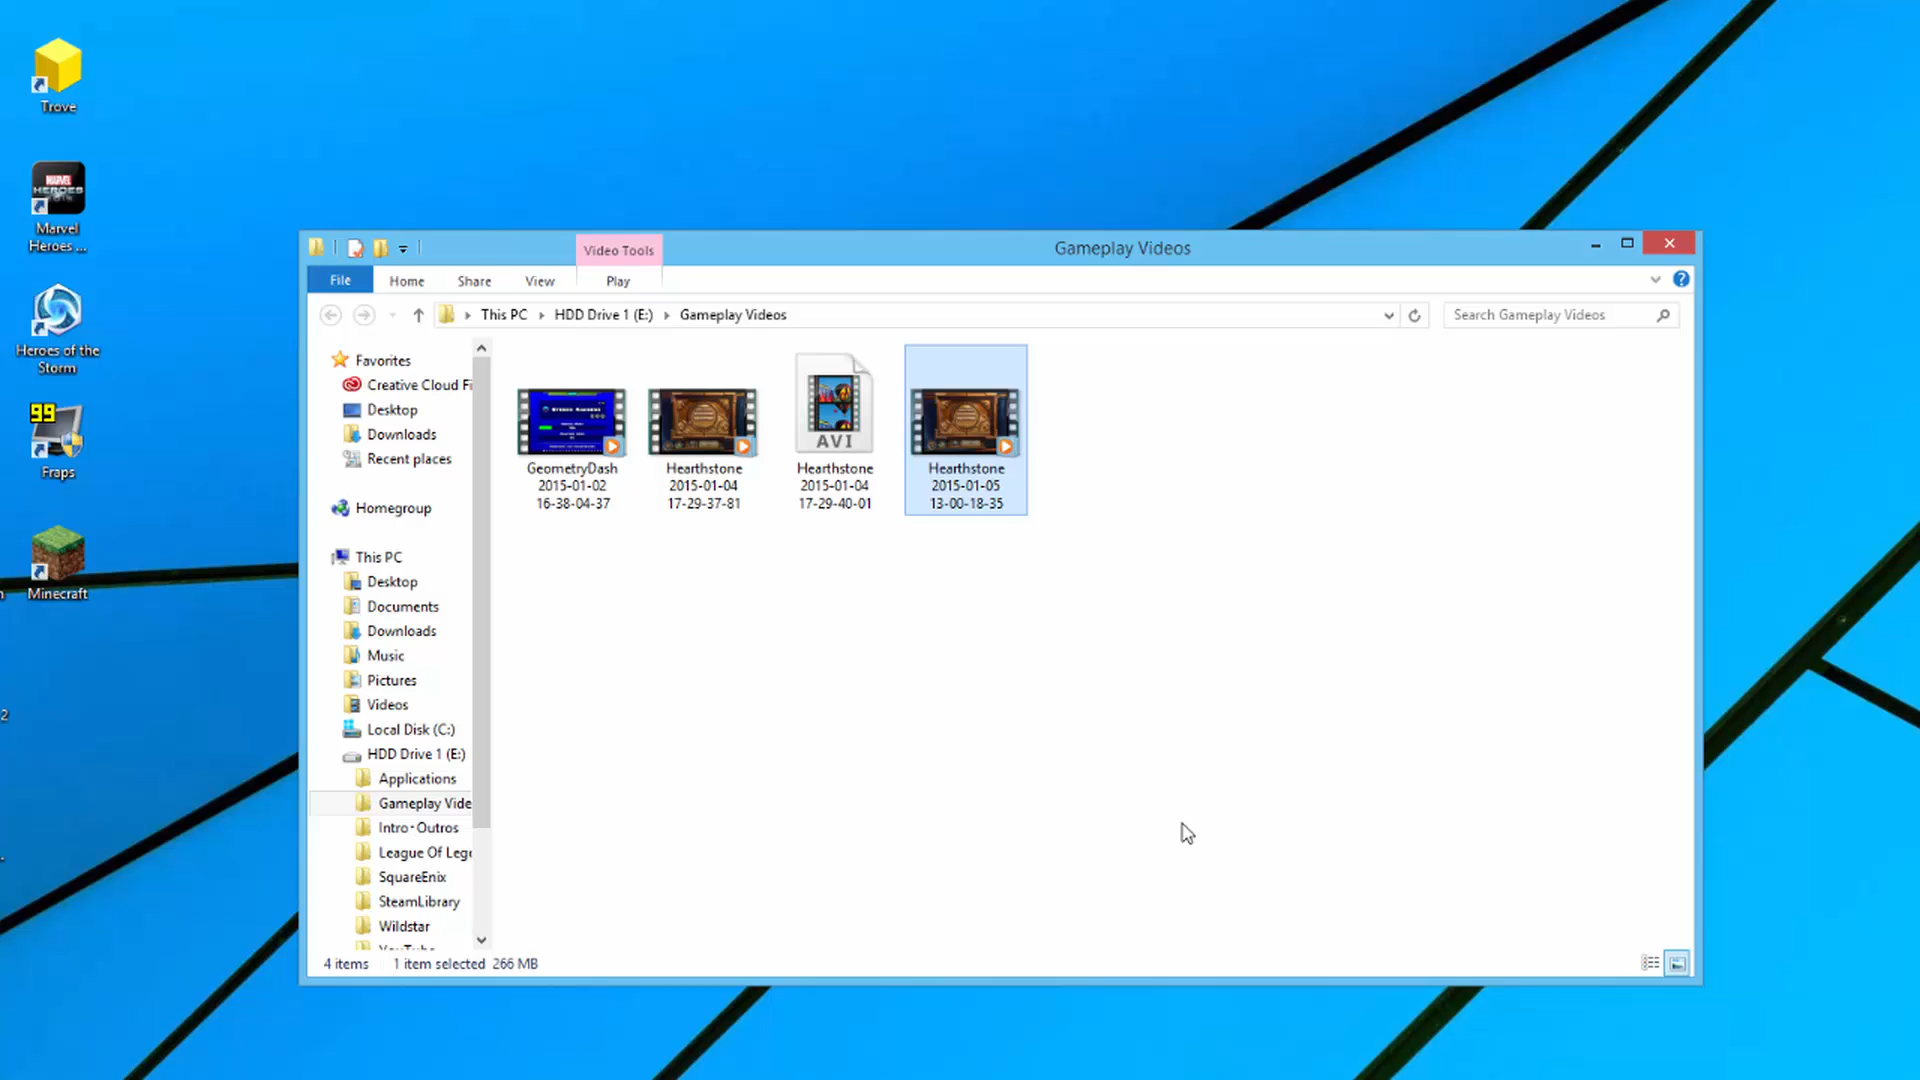 Trove
MARVEL
HEROES
Marvel
Heroes ...
Heroes of the
Storm
99
Fraps
Minecraft
2
Video Tools
Gameplay Videos
File
Home
Share
View
Play
This PC
HDD Drive 1 (E:)
Gameplay Videos
Search Gameplay Videos
Favorites
Creative Cloud Fi
Desktop
Downloads
Recent places
Homegroup
This PC
Desktop
Documents
Downloads
Music
Pictures
Videos
Local Disk (C:)
HDD Drive 1 (E:)
Applications
Gameplay Vide
Intro-Outros
League Of Lege
SquareEnix
SteamLibrary
Wildstar
YouTube
GeometryDash
2015-01-02
16-38-04-37
Hearthstone
2015-01-04
17-29-37-81
AVI
Hearthstone
2015-01-04
17-29-40-01
Hearthstone
2015-01-05
13-00-18-35
4 items
1 item selected 266 MB